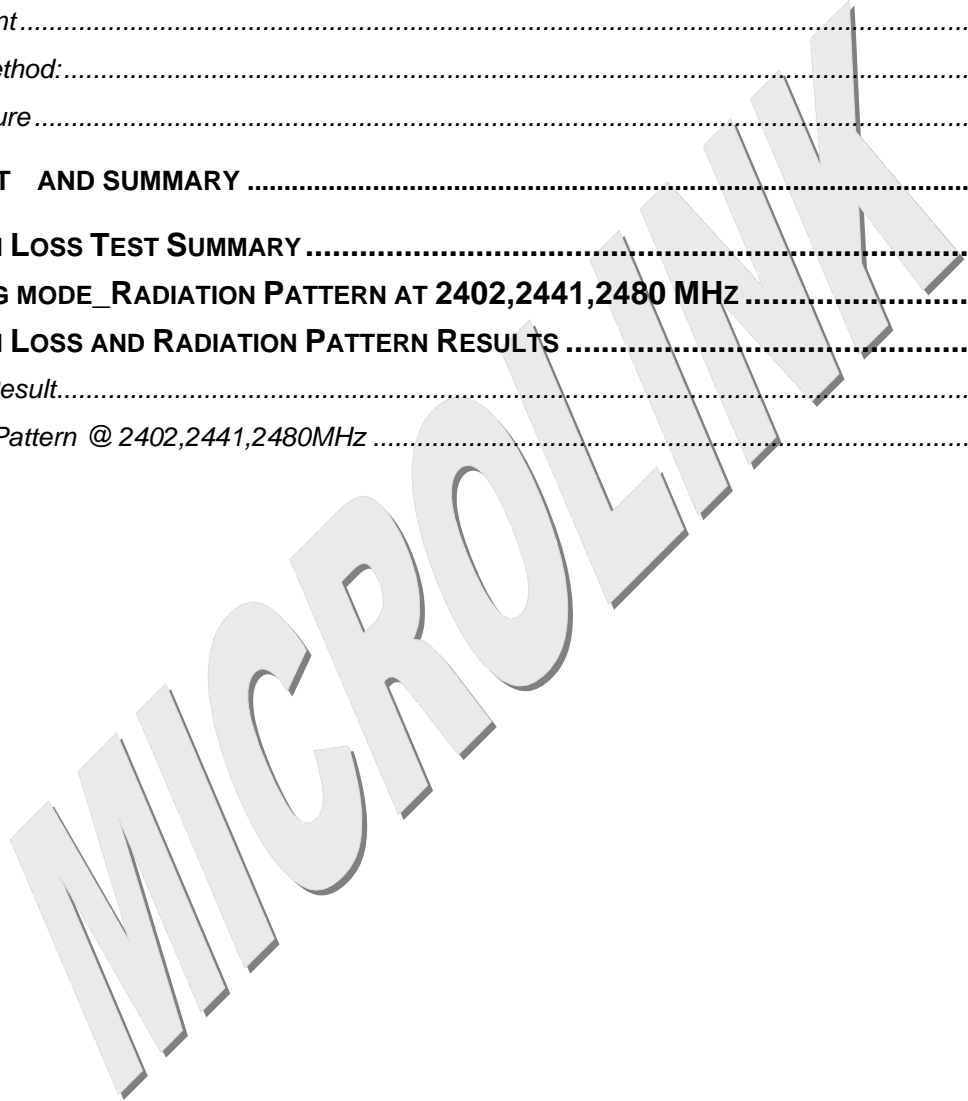 nt ........................................................................................................
ethod: ........................................................................................................
ure ........................................................................................................
T AND SUMMARY ........................................................................................................
N LOSS TEST SUMMARY ........................................................................................................
G MODE_RADIATION PATTERN AT 2402,2441,2480 MHZ ........................................
N LOSS AND RADIATION PATTERN RESULTS ........................................................
Result ........................................................................................................
Pattern @ 2402,2441,2480MHz ........................................................................
MICROLINK